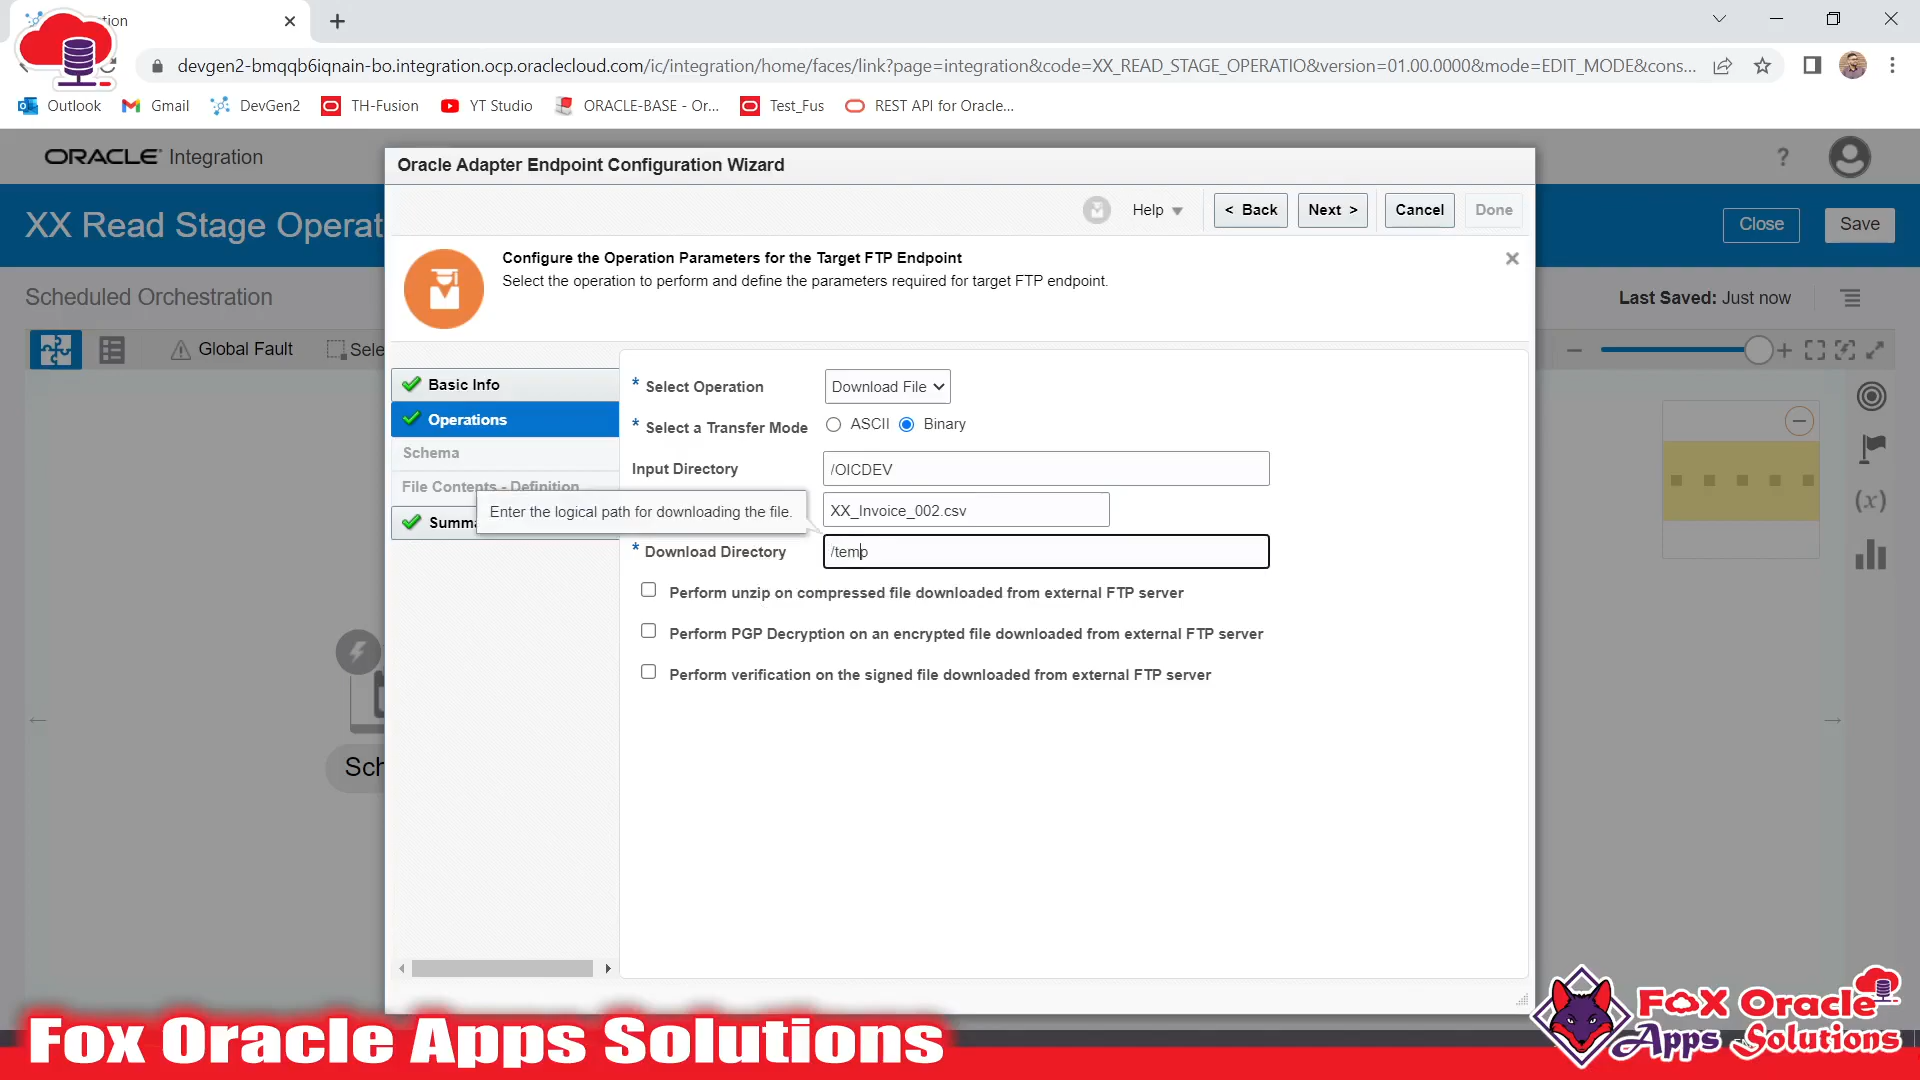 devgen2-bmqqb6iqnain-bo.integration.ocp.oraclecloud.com/ic/integration/home/faces/link?page=integration&code=XX_READ_STAGE_OPERATIO&version=01.00.0000&mode=EDIT_MODE&cons...
Outlook Gmail DevGen2 TH-Fusion YT Studio ORACLE-BASE - Or... Test_Fus REST API for Oracle...
ORACLE Integration ?
Oracle Adapter Endpoint Configuration Wizard
Help < Back Next > Cancel Done
XX Read Stage Operat
Close Save
Configure the Operation Parameters for the Target FTP Endpoint
Select the operation to perform and define the parameters required for target FTP endpoint.
Scheduled Orchestration
Last Saved: Just now
Global Fault Sele
Basic Info
Operations
Schema
File Contents - Definition
Summa
* Select Operation Download File
* Select a Transfer Mode ASCII Binary
Input Directory /OICDEV
Enter the logical path for downloading the file.
XX_Invoice_002.csv
* Download Directory /temp
Perform unzip on compressed file downloaded from external FTP server
Perform PGP Decryption on an encrypted file downloaded from external FTP server
Perform verification on the signed file downloaded from external FTP server
(x)
Sch
Fox Oracle Apps Solutions
Fox Oracle
Apps Solutions